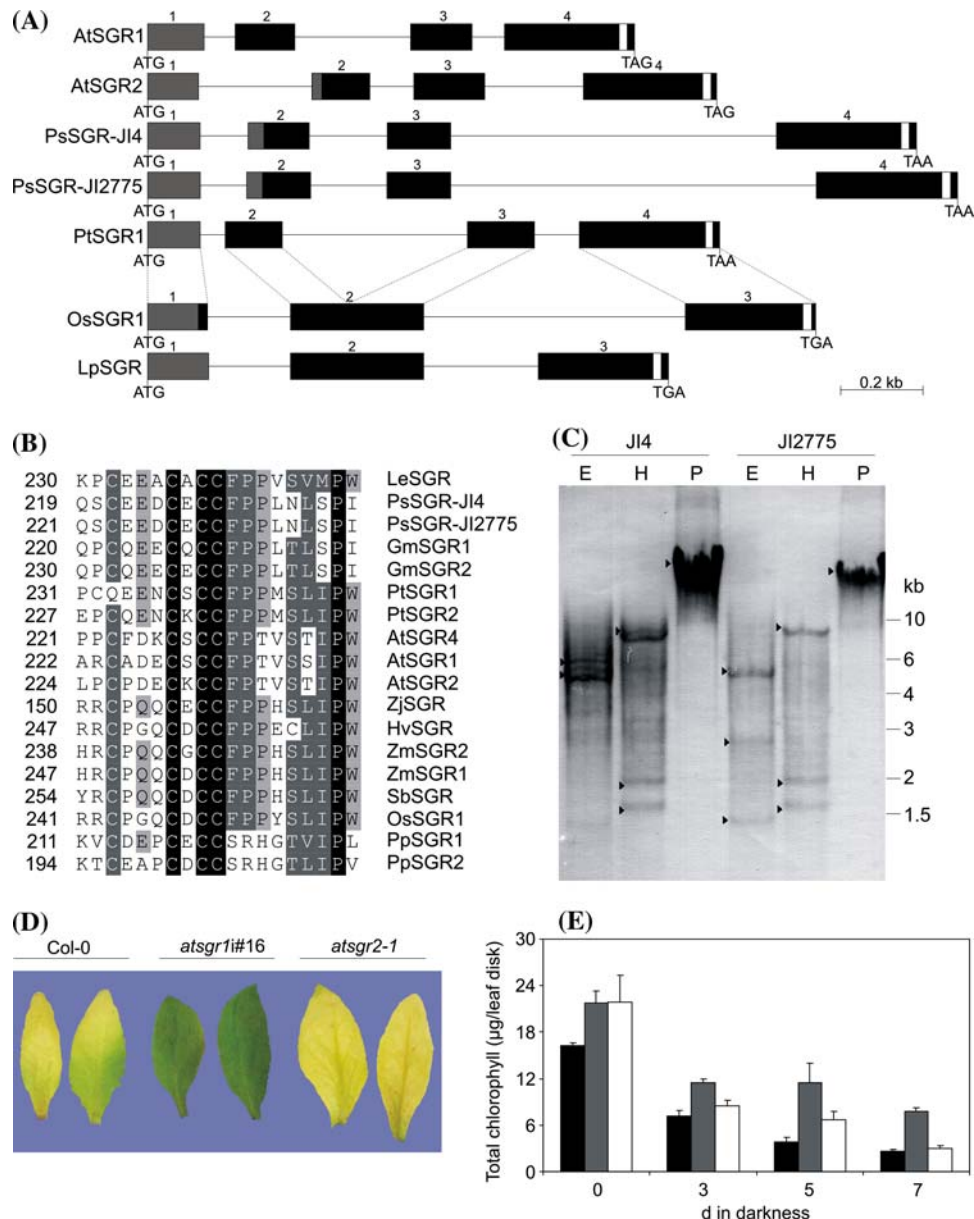 (A)
1 2 3 4
AtSGR1
ATG TAG
1 2 3 4
AtSGR2
ATG TAG
1 2 3 4
PsSGR-JI4
ATG TAA
1 2 3 4
PsSGR-JI2775
ATG TAA
1 2 3 4
PtSGR1
ATG TAA
1 2 3
OsSGR1
ATG TGA
1 2 3
LpSGR
ATG TGA
0.2 kb
(B)
230 KPCEEACACCFPPVSVMPW LeSGR
219 QSCEEDCECCFPPLNLSPI PsSGR-JI4
221 QSCEEDCECCFPPLNLSPI PsSGR-JI2775
220 QPCQEECQCCFPPLTLSPI GmSGR1
230 QPCQEECECCFPPLTLSPI GmSGR2
231 PCQEENCSCCFPPMSLIPW PtSGR1
227 EPCQENCKCCFPPMSLIPW PtSGR2
221 PPCFDKCSCCFPTVSTIPW AtSGR4
222 ARCADECSCCFPTVSSIPW AtSGR1
224 LPCPDECKCCFPTVSTIPW AtSGR2
150 RRCPQQCECCFPPHSLIPW ZjSGR
247 RRCPGQCDCCFPPECLIPW HvSGR
238 HRCPQQCGCCFPPHSLIPW ZmSGR2
247 HRCPQQCDCCFPPHSLIPW ZmSGR1
254 YRCPQQCDCCFPPHSLIPW SbSGR
241 RRCPGQCDCCFPPYSLIPW OsSGR1
211 KVCDEPCECCSRHGTVIPL PpSGR1
194 KTCEAPCDCCSRHGTLIPV PpSGR2
(C)
JI4 JI2775
E H P E H P
kb
10
6
4
3
2
1.5
(D)
Col-0 atsgr1i#16 atsgr2-1
(E)
Total chlorophyll (µg/leaf disk)
30
24
18
12
6
0
0 3 5 7
d in darkness